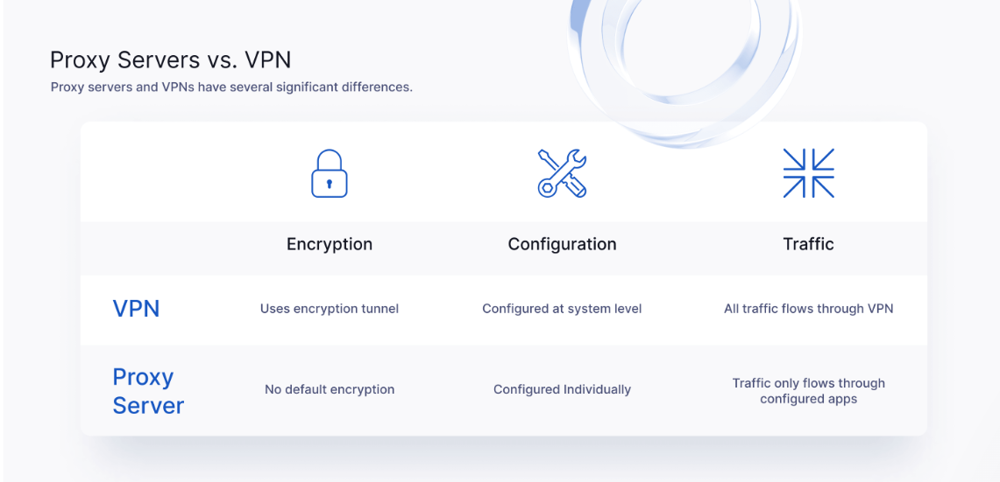 Proxy Servers vs. VPN
Proxy servers and VPNs have several significant differences.
Encryption Configuration Traffic
VPN Uses encryption tunnel Configured at system level All traffic flows through VPN
Proxy
Server
No default encryption Configured Individually
Traffic only flows through
configured apps